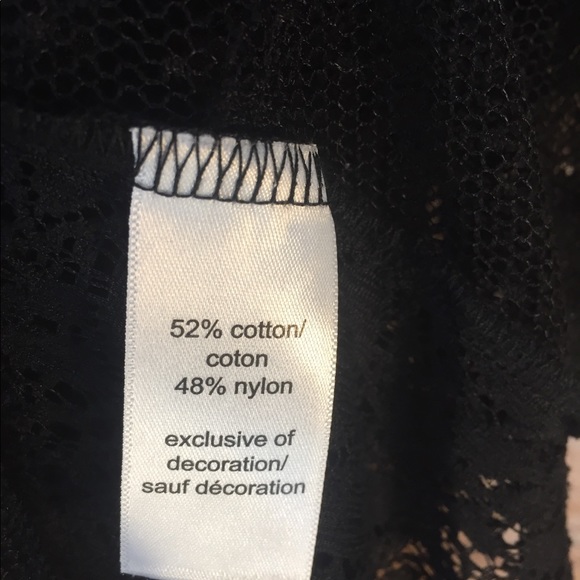 52% cotton/
coton
48% nylon
exclusive of
decoration/
sauf décoration